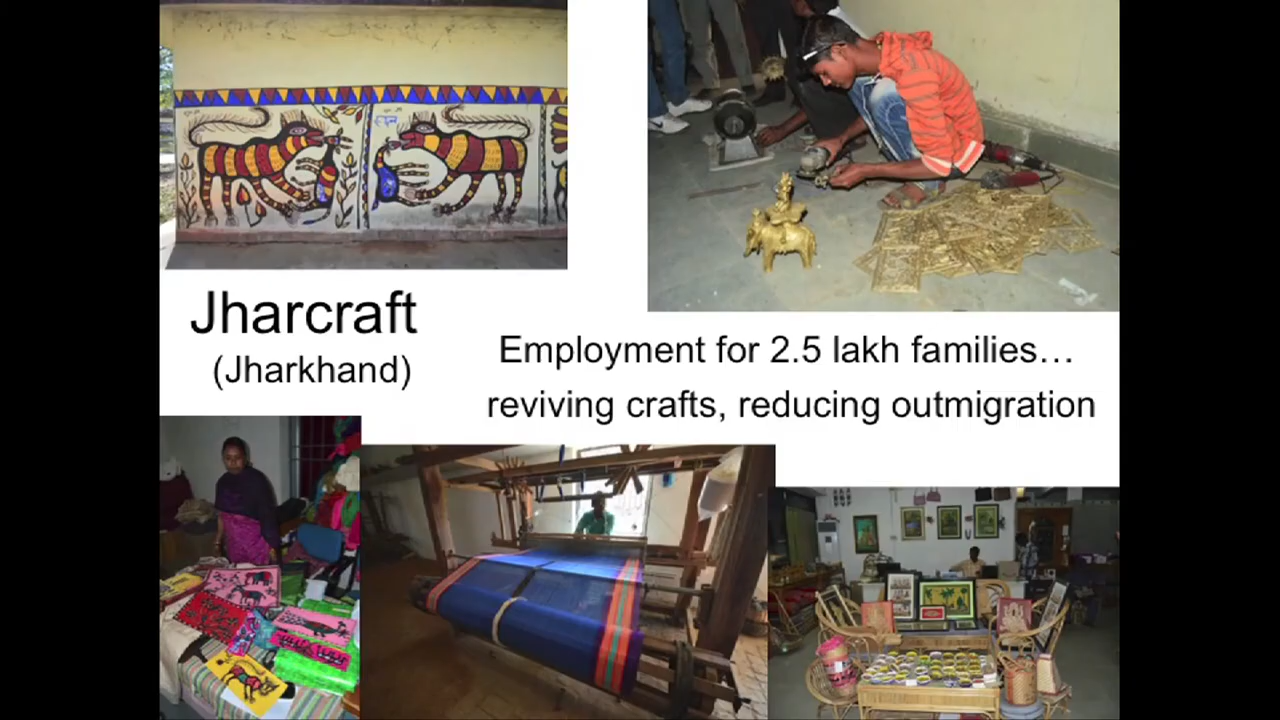 Jharcraft
(Jharkhand)
Employment for 2.5 lakh families…
reviving crafts, reducing outmigration